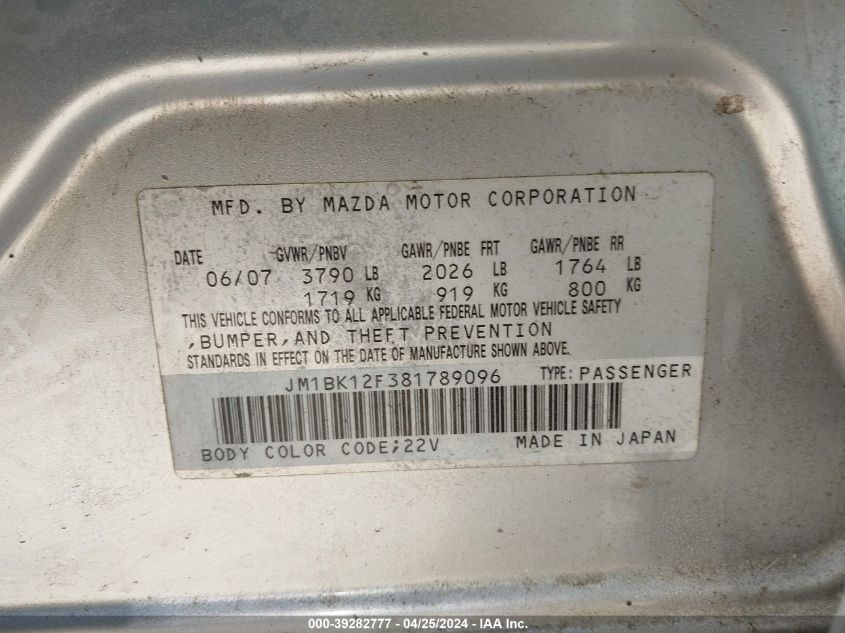 MFD. BY MAZDA MOTOR CORPORATION
DATE GVWR/PNBV GAWR/PNBE FRT GAWR/PNBE RR
06/07 3790 LB 2026 LB 1764 LB
1719 KG 919 KG 800 KG
THIS VEHICLE CONFORMS TO ALL APPLICABLE FEDERAL MOTOR VEHICLE SAFETY
,BUMPER,AND THEFT PREVENTION
STANDARDS IN EFFECT ON THE DATE OF MANUFACTURE SHOWN ABOVE.
JM1BK12F381789096 TYPE: PASSENGER
BODY COLOR CODE;22V MADE IN JAPAN
000-39282777 - 04/25/2024 - IAA Inc.